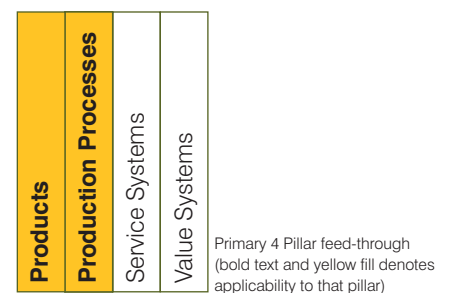 Products
Production Processes
Service Systems
Value Systems
Primary 4 Pillar feed-through
(bold text and yellow fill denotes
applicability to that pillar)